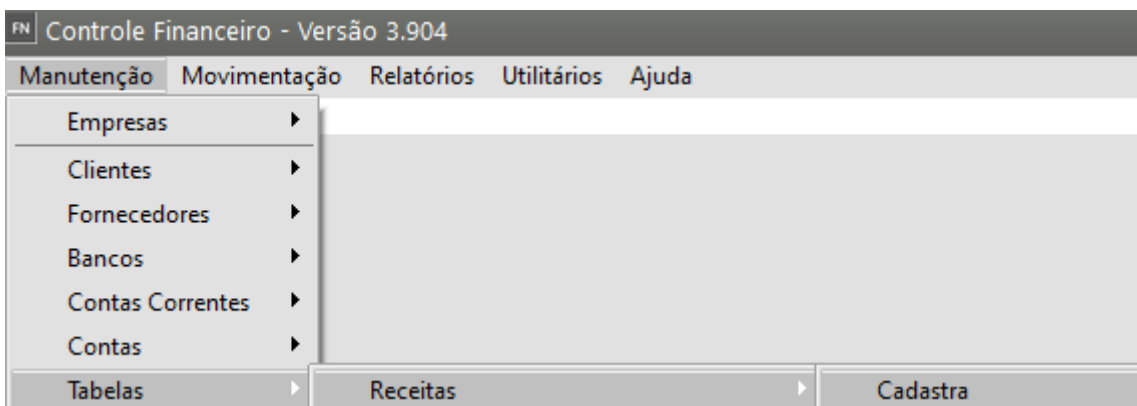 FN Controle Financeiro - Versão 3.904
Manutenção Movimentação Relatórios Utilitários Ajuda
Empresas
Clientes
Fornecedores
Bancos
Contas Correntes
Contas
Tabelas Receitas Cadastra